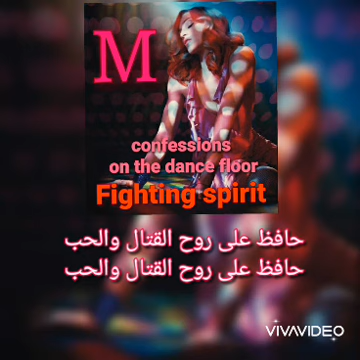 M
confessions
on the dance floor
Fighting spirit
حافظ على روح القتال والحب
حافظ على روح القتال والحب
VIVAVIDEO